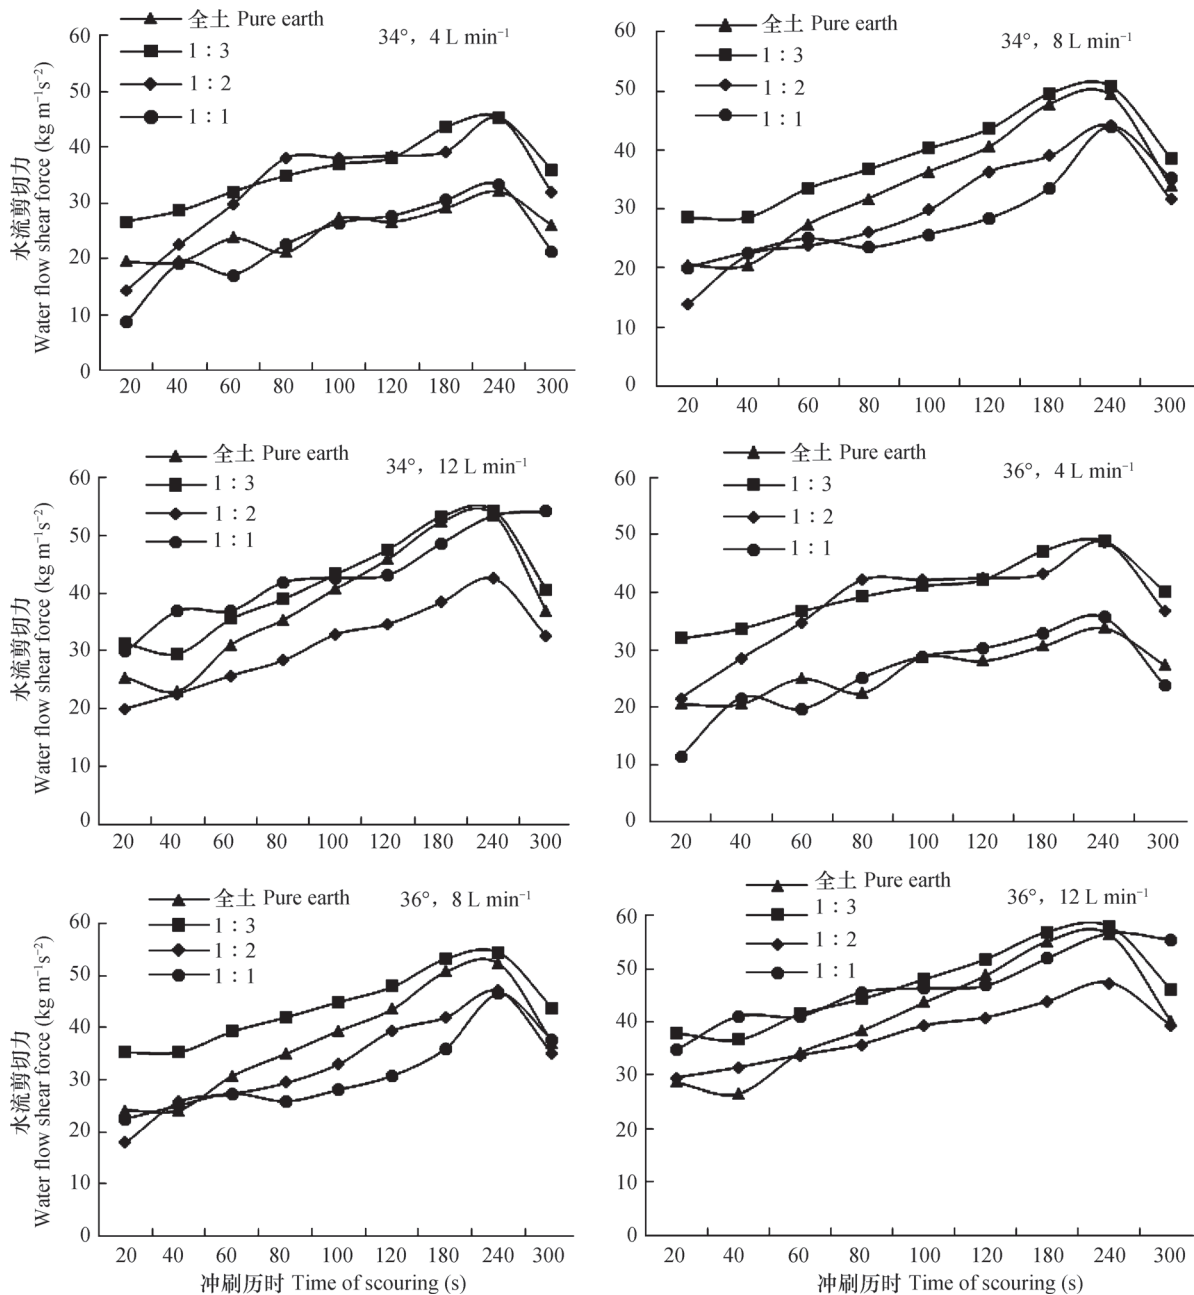 全土 Pure earth
1∶3
1∶2
1∶1
34°，4 L min⁻¹
水流剪切力
Water flow shear force (kg m⁻¹s⁻²)
60
50
40
30
20
10
0
20 40 60 80 100 120 180 240 300
全土 Pure earth
1∶3
1∶2
1∶1
34°，8 L min⁻¹
60
50
40
30
20
10
0
20 40 60 80 100 120 180 240 300
全土 Pure earth
1∶3
1∶2
1∶1
34°，12 L min⁻¹
水流剪切力
Water flow shear force (kg m⁻¹s⁻²)
60
50
40
30
20
10
0
20 40 60 80 100 120 180 240 300
全土 Pure earth
1∶3
1∶2
1∶1
36°，4 L min⁻¹
60
50
40
30
20
10
0
20 40 60 80 100 120 180 240 300
全土 Pure earth
1∶3
1∶2
1∶1
36°，8 L min⁻¹
水流剪切力
Water flow shear force (kg m⁻¹s⁻²)
60
50
40
30
20
10
0
20 40 60 80 100 120 180 240 300
冲刷历时 Time of scouring (s)
全土 Pure earth
1∶3
1∶2
1∶1
36°，12 L min⁻¹
60
50
40
30
20
10
0
20 40 60 80 100 120 180 240 300
冲刷历时 Time of scouring (s)